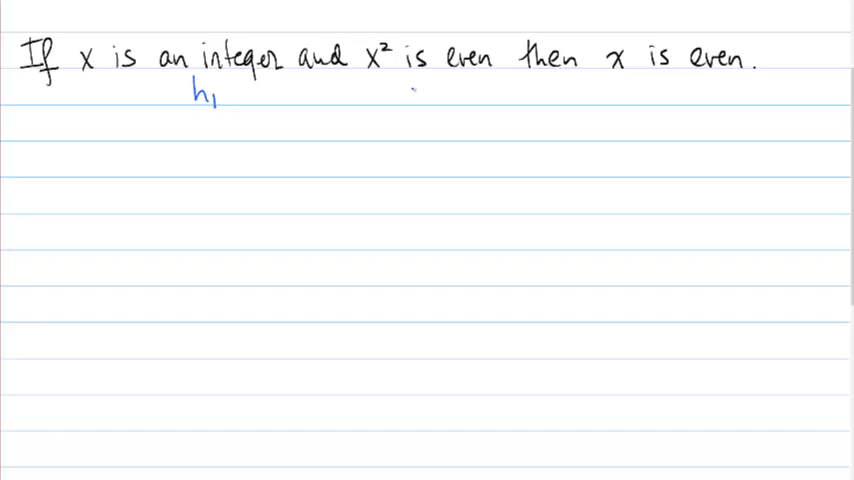 If x is an integer and x² is even then x is even.
h₁